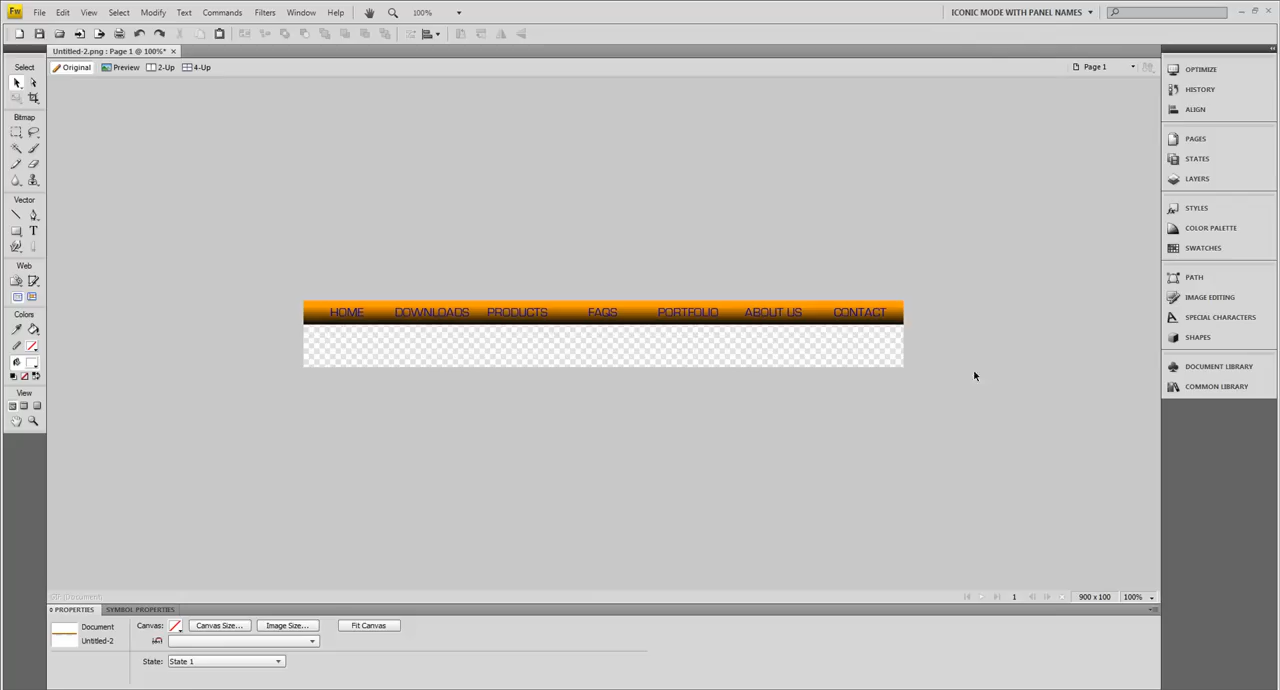 Fw File Edit View Select Modify Text Commands Filters Window Help 100% ICONIC MODE WITH PANEL NAMES
Untitled-2.png : Page 1 @ 100%*
Select Original Preview 2-Up 4-Up Page 1
OPTIMIZE
HISTORY
ALIGN
Bitmap
PAGES
STATES
LAYERS
Vector
STYLES
COLOR PALETTE
SWATCHES
Web
PATH
IMAGE EDITING
SPECIAL CHARACTERS
SHAPES
HOME DOWNLOADS PRODUCTS FAQS PORTFOLIO ABOUT US CONTACT
Colors
DOCUMENT LIBRARY
COMMON LIBRARY
View
GIF (Document) 1 900 x 100 100%
PROPERTIES SYMBOL PROPERTIES
Document Canvas: Canvas Size... Image Size... Fit Canvas
Untitled-2
State: State 1